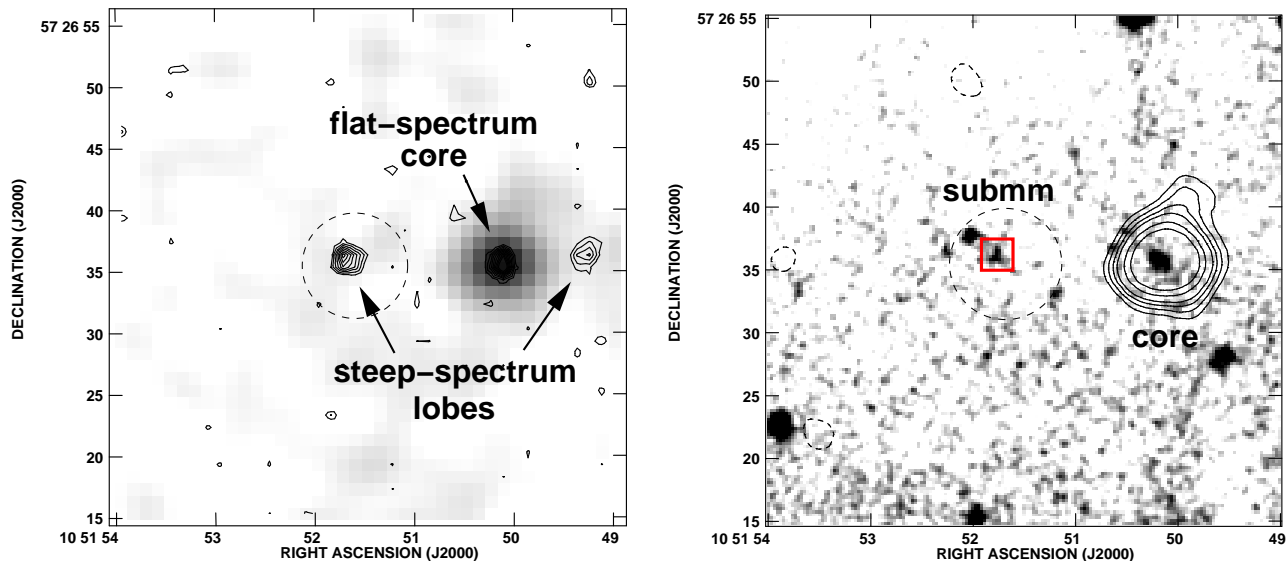 57 26 55
50
45
40
35
30
25
20
15
DECLINATION (J2000)
flat-spectrum
core
steep-spectrum
lobes
10 51 54
53
52
51
50
49
RIGHT ASCENSION (J2000)
57 26 55
50
45
40
35
30
25
20
15
DECLINATION (J2000)
submm
core
10 51 54
53
52
51
50
49
RIGHT ASCENSION (J2000)